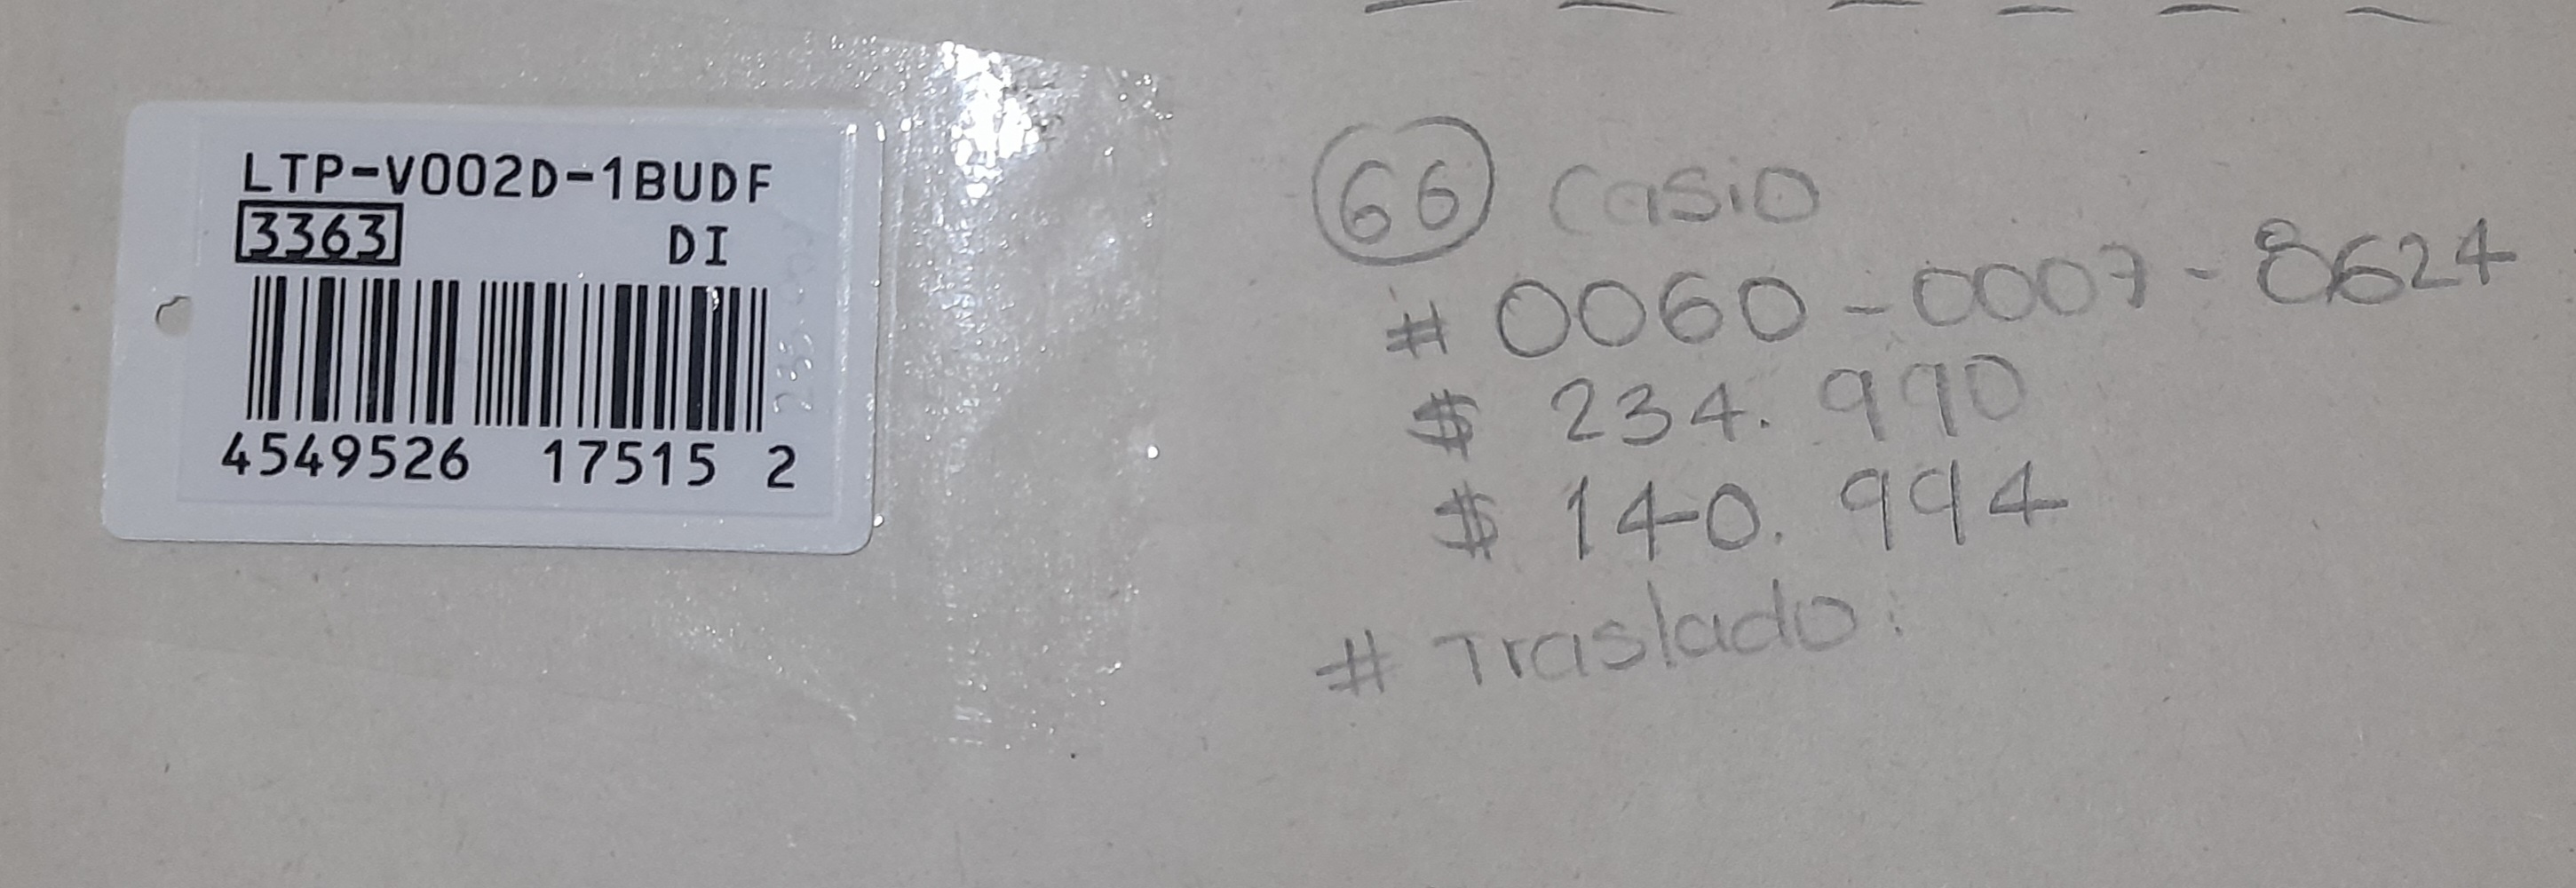 LTP-V002D-1BUDF
3363 DI
4549526 17515 2
66 Casio
# 0060-0007-8624
$ 234.990
$ 140.994
# Traslado: